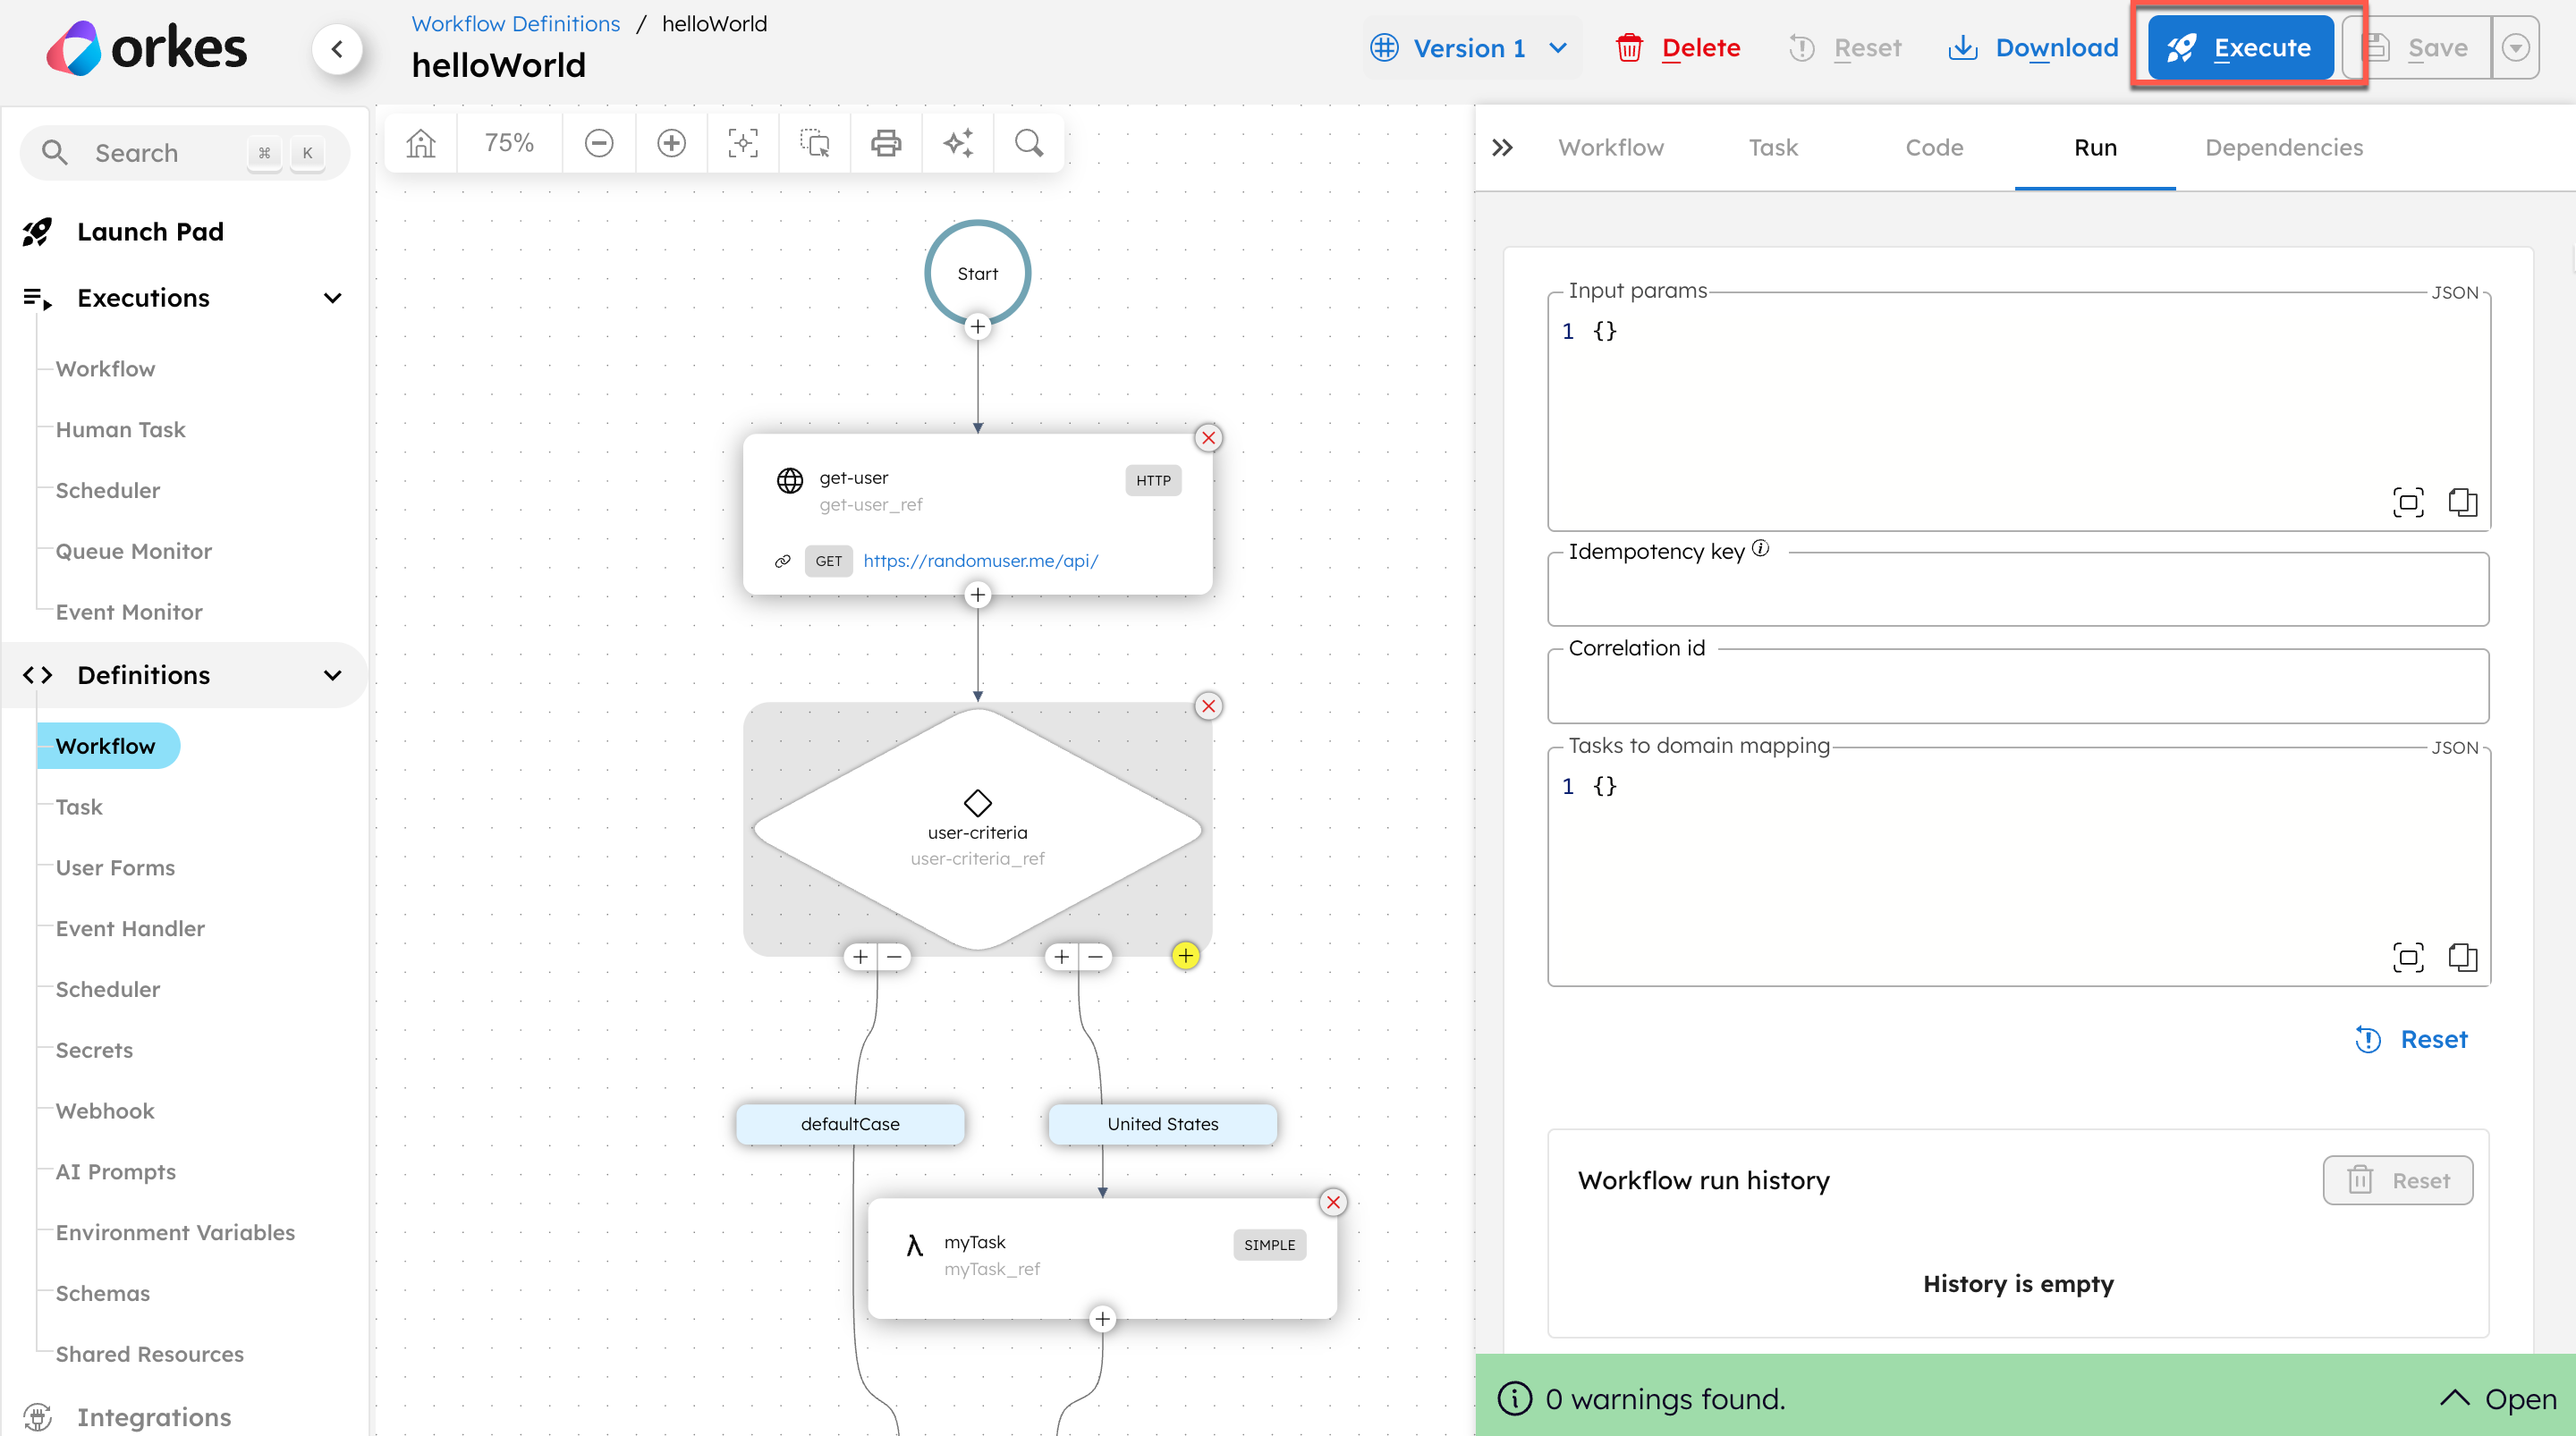 orkes
Workflow Definitions / helloWorld
helloWorld
Version 1
Delete
Reset
Download
Execute
Save
Search ⌘ K
Launch Pad
Executions
Workflow
Human Task
Scheduler
Queue Monitor
Event Monitor
Definitions
Workflow
Task
User Forms
Event Handler
Scheduler
Secrets
Webhook
AI Prompts
Environment Variables
Schemas
Shared Resources
Integrations
75%
Start
get-user
get-user_ref
HTTP
GET https://randomuser.me/api/
user-criteria
user-criteria_ref
defaultCase
United States
myTask
myTask_ref
SIMPLE
Workflow Task Code Run Dependencies
Input params JSON
1 {}
Idempotency key
Correlation id
Tasks to domain mapping JSON
1 {}
Reset
Workflow run history
Reset
History is empty
0 warnings found.
Open